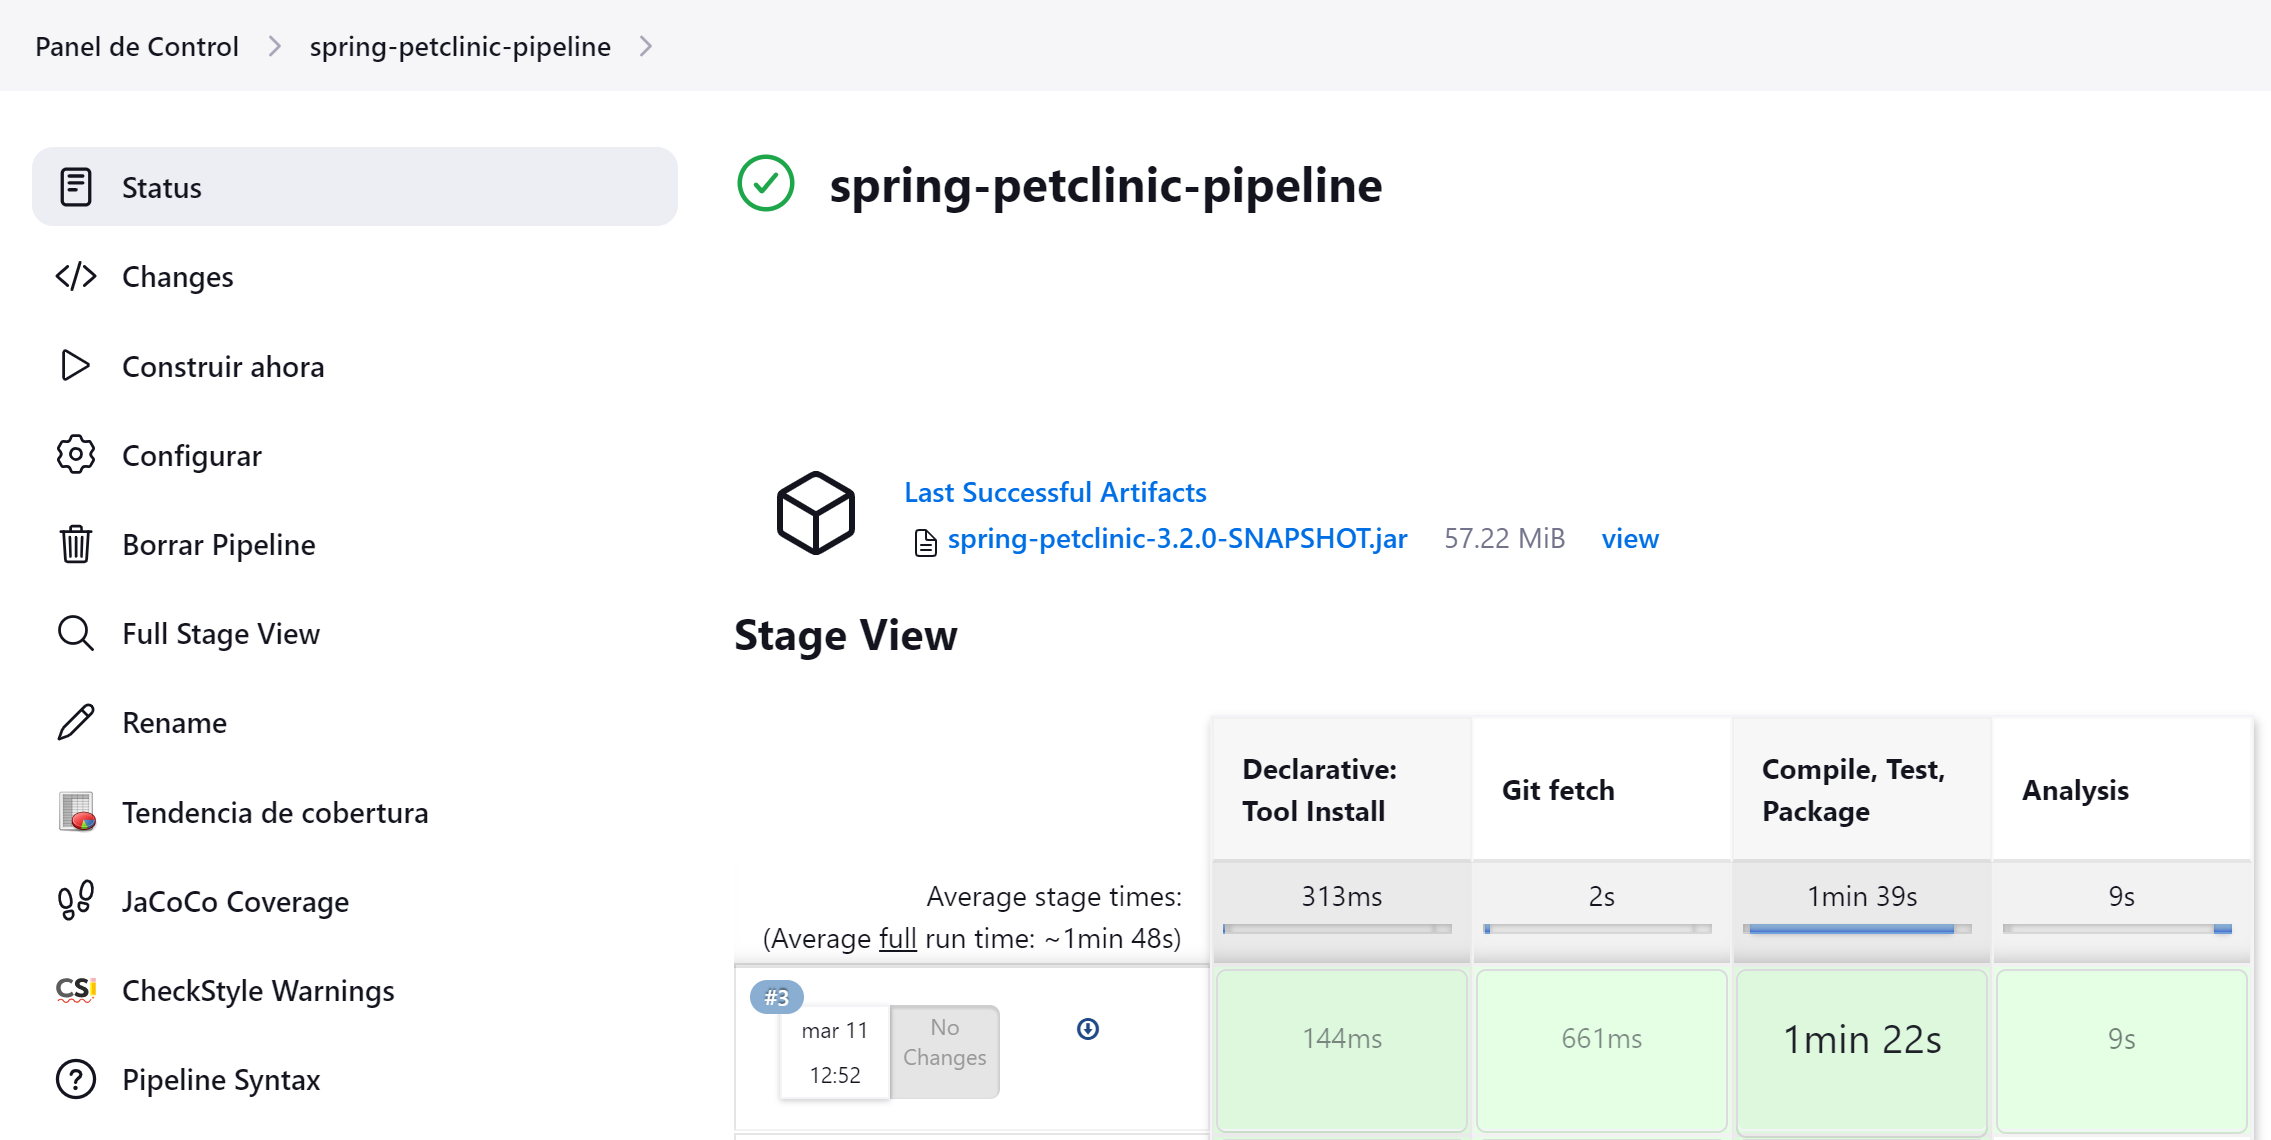 Panel de Control
spring-petclinic-pipeline
Status
Changes
Construir ahora
Configurar
Borrar Pipeline
Full Stage View
Rename
Tendencia de cobertura
JaCoCo Coverage
CS!
CheckStyle Warnings
?
Pipeline Syntax
spring-petclinic-pipeline
Last Successful Artifacts
spring-petclinic-3.2.0-SNAPSHOT.jar 57.22 MiB view
Stage View
Declarative:
Tool Install
Git fetch
Compile, Test,
Package
Analysis
Average stage times:
(Average full run time: ~1min 48s)
313ms
2s
1min 39s
9s
#3
mar 11
12:52
No
Changes
144ms
661ms
1min 22s
9s